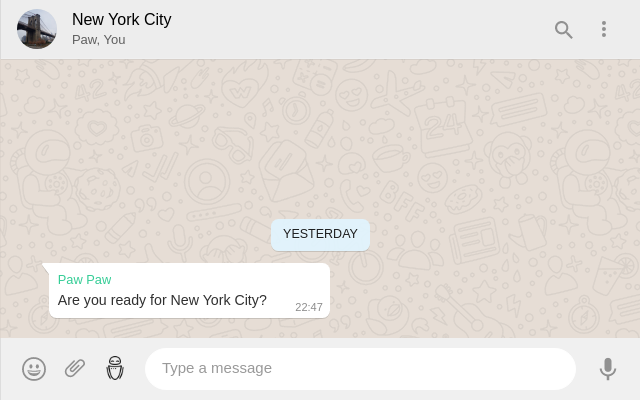 New York City
Paw, You
YESTERDAY
Paw Paw
Are you ready for New York City?
22:47
Type a message